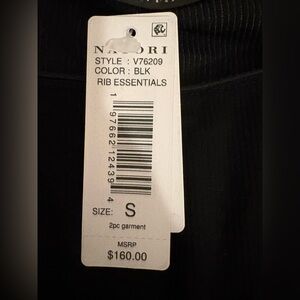 NATORI
STYLE : V76209
COLOR : BLK
RIB ESSENTIALS
1 97662 12439 4
SIZE: S
2pc garment
MSRP
$160.00